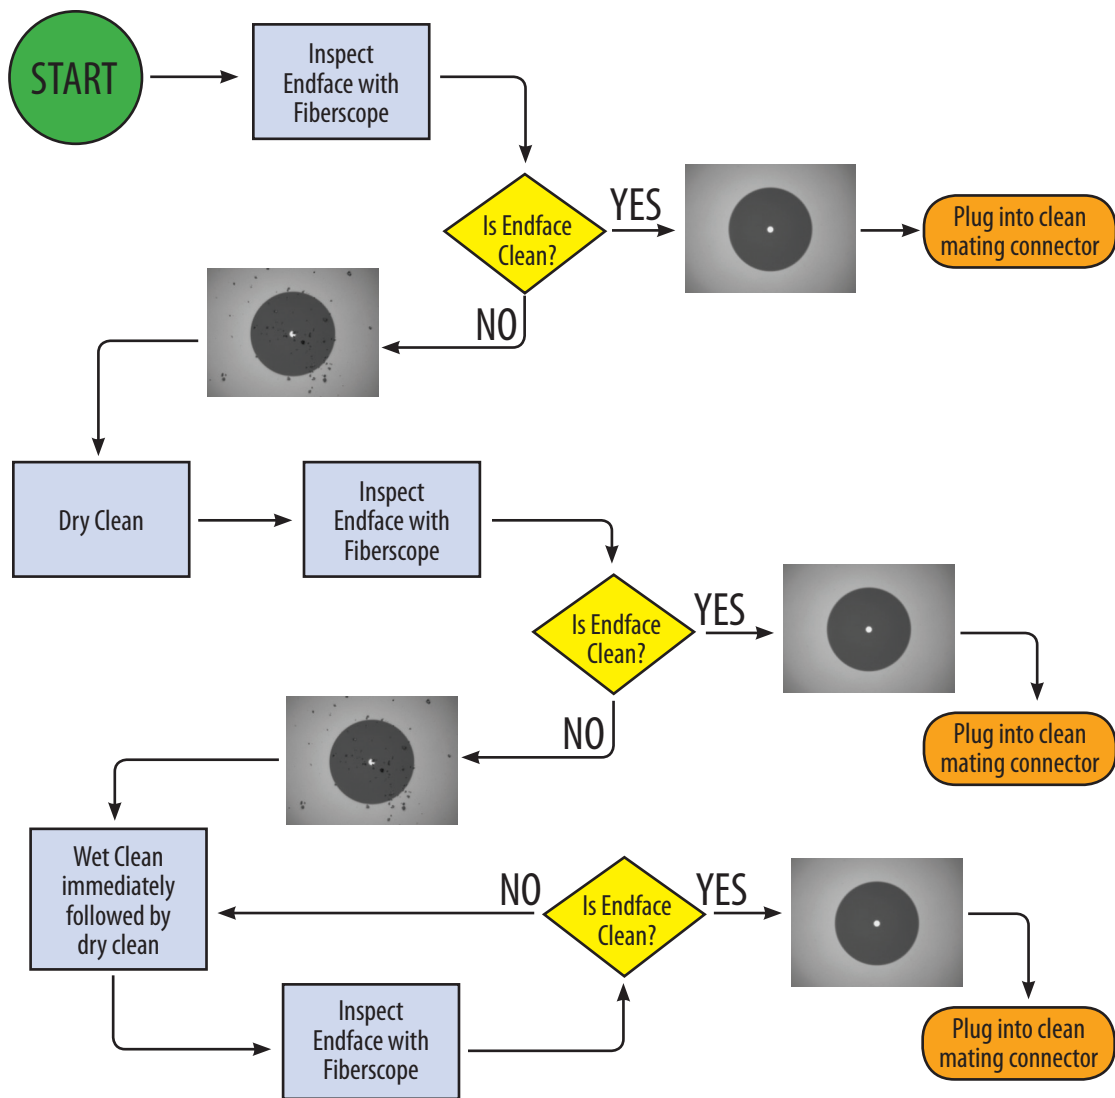 START
Inspect
Endface with
Fiberscope
Is Endface
Clean?
YES
Plug into clean
mating connector
NO
Dry Clean
Inspect
Endface with
Fiberscope
Is Endface
Clean?
YES
Plug into clean
mating connector
NO
Wet Clean
immediately
followed by
dry clean
NO
Is Endface
Clean?
YES
Inspect
Endface with
Fiberscope
Plug into clean
mating connector